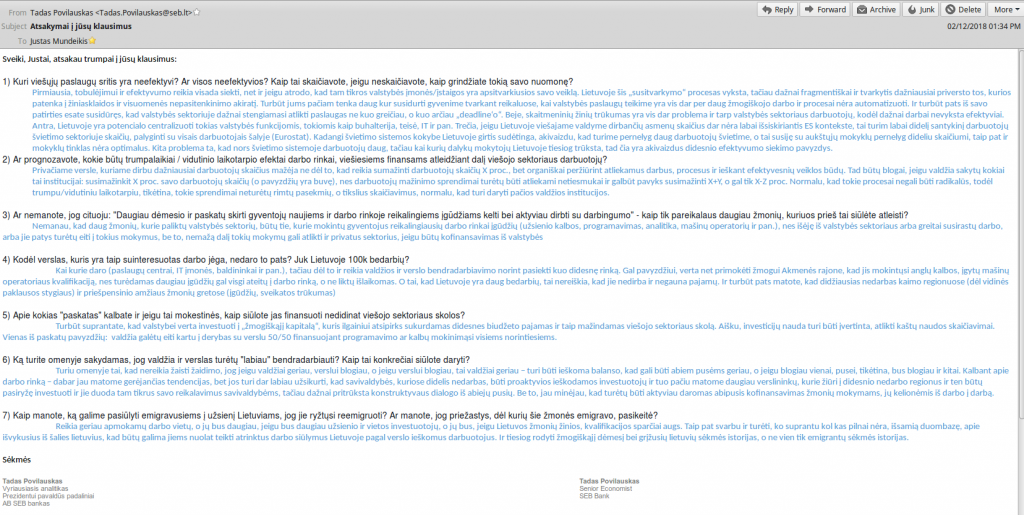 From Tadas Povilauskas <Tadas.Povilauskas@seb.lt>
Reply Forward Archive Junk Delete More
Subject Atsakymai į jūsų klausimus
02/12/2018 01:34 PM
To Justas Mundeikis
Sveiki, Justai, atsakau trumpai į jūsų klausimus:
1) Kuri viešųjų paslaugų sritis yra neefektyvi? Ar visos neefektyvios? Kaip tai skaičiavote, jeigu neskaičiavote, kaip grindžiate tokią savo nuomonę?
Pirmiausia, tobulėjimui ir efektyvumo reikia visada siekti, net ir jeigu atrodo, kad tam tikros valstybės įmonės/įstaigos yra apsitvarkiusios savo veiklą. Lietuvoje šis „susitvarkymo“ procesas vyksta, tačiau dažnai fragmentiškai ir tvarkytis dažniausiai priversto tos, kurios
patenka į žiniasklaidos ir visuomenės nepasitenkinimo akiratį. Turbūt jums pačiam tenka daug kur susidurti gyvenime tvarkant reikaluose, kai valstybės paslaugų teikime yra vis dar per daug žmogiškojo darbo ir procesai nėra automatizuoti. Ir turbūt pats iš savo
patirties esate susidūręs, kad valstybės sektoriuje dažnai stengiamasi atlikti paslaugas ne kuo greičiau, o kuo arčiau „deadline'o“. Beje, skaitmeninių žinių trūkumas yra vis dar problema ir tarp valstybės sektoriaus darbuotojų, kodėl dažnai darbai nevyksta efektyviai.
Antra, Lietuvoje yra potencialo centralizuoti tokias valstybės funkcijomis, tokiomis kaip buhalterija, teisė, IT ir pan. Trečia, jeigu Lietuvoje viešajame valdyme dirbančių asmenų skaičius dar nėra labai išsiskiriantis ES kontekste, tai turim labai didelį santykinį darbuotojų
švietimo sektoriuje skaičių, palyginti su visais darbuotojais šalyje (Eurostat). Kadangi švietimo sistemos kokybe Lietuvoje girtis sudėtinga, akivaizdu, kad turime pernelyg daug darbuotojų švietime, o tai susiję su aukštųjų mokyklų pernelyg dideliu skaičiumi, taip pat ir
mokyklų tinklas nėra optimalus. Kita problema ta, kad nors švietimo sistemoje darbuotojų daug, tačiau kai kurių dalykų mokytojų Lietuvoje tiesiog trūksta, tad čia yra akivaizdus didesnio efektyvumo siekimo pavyzdys.
2) Ar prognozavote, kokie būtų trumpalaikiai / vidutinio laikotarpio efektai darbo rinkai, viešiesiems finansams atleidžiant dalį viešojo sektoriaus darbuotojų?
Privačiame versle, kuriame dirbu dažniausiai darbuotojų skaičius mažėja ne dėl to, kad reikia sumažinti darbuotojų skaičių X proc., bet organiškai peržiūrint atliekamus darbus, procesus ir ieškant efektyvesnių veiklos būdų. Tad būtų blogai, jeigu valdžia sakytų kokiai
tai institucijai: susimažinkit X proc. savo darbuotojų skaičių (o pavyzdžių yra buvę), nes darbuotojų mažinimo sprendimai turėtų būti atliekami netiesmukai ir galbūt pavyks susimažinti X+Y, o gal tik X-Z proc. Normalu, kad tokie procesai negali būti radikalūs, todėl
trumpu/vidutiniu laikotarpiu, tikėtina, tokie sprendimai neturėtų rimtų pasekmių, o tikslius skaičiavimus, normalu, kad turi daryti pačios valdžios institucijos.
3) Ar nemanote, jog cituoju: "Daugiau dėmesio ir paskatų skirti gyventojų naujiems ir darbo rinkoje reikalingiems įgūdžiams kelti bei aktyviau dirbti su darbingumo" - kaip tik pareikalaus daugiau žmonių, kuriuos prieš tai siūlėte atleisti?
Nemanau, kad daug žmonių, kurie paliktų valstybės sektorių, būtų tie, kurie mokintų gyventojus reikalingiausių darbo rinkai įgūdžių (užsienio kalbos, programavimas, analitika, mašinų operatorių ir pan.), nes išėję iš valstybės sektoriaus arba greitai susirastų darbo,
arba jie patys turėtų eiti į tokius mokymus, be to, nemažą dalį tokių mokymų gali atlikti ir privatus sektorius, jeigu būtų kofinansavimas iš valstybės
4) Kodėl verslas, kuris yra taip suinteresuotas darbo jėga, nedaro to pats? Juk Lietuvoje 100k bedarbių?
Kai kurie daro (paslaugų centrai, IT įmonės, baldininkai ir pan.), tačiau dėl to ir reikia valdžios ir verslo bendradarbiavimo norint pasiekti kuo didesnę rinką. Gal pavyzdžiui, verta net primokėti žmogui Akmenės rajone, kad jis mokintųsi anglų kalbos, įgytų mašinų
operatoriaus kvalifikaciją, nes turėdamas daugiau įgūdžių gal visgi ateitų į darbo rinką, o ne liktų išlaikomas. O tai, kad Lietuvoje yra daug bedarbių, tai nereiškia, kad jie nedirba ir negauna pajamų. Ir turbūt pats matote, kad didžiausias nedarbas kaimo regionuose (dėl vidinės
paklausos stygiaus) ir priešpensinio amžiaus žmonių gretose (įgūdžių, sveikatos trūkumas)
5) Apie kokias "paskatas" kalbate ir jeigu tai mokestinės, kaip siūlote jas finansuoti nedidinat viešojo sektoriaus skolos?
Turbūt suprantate, kad valstybei verta investuoti į „žmogiškąjį kapitalą“, kuris ilgainiui atsipirks sukurdamas didesnes biudžeto pajamas ir taip mažindamas viešojo sektoriaus skolą. Aišku, investicijų nauda turi būti įvertinta, atlikti kaštų naudos skaičiavimai.
Vienas iš paskatų pavyzdžių: valdžia galėtų eiti kartu į derybas su verslu 50/50 finansuojant programavimo ar kalbų mokinimąsi visiems norintiesiems.
6) Ką turite omenyje sakydamas, jog valdžia ir verslas turėtų "labiau" bendradarbiauti? Kaip tai konkrečiai siūlote daryti?
Turiu omenyje tai, kad nereikia žaisti žaidimo, jog jeigu valdžiai geriau, verslui blogiau, o jeigu verslui blogiau, tai valdžiai geriau – turi būti ieškoma balanso, kad gali būti abiem pusėms geriau, o jeigu blogiau vienai, pusei, tikėtina, bus blogiau ir kitai. Kalbant apie
darbo rinką – dabar jau matome gerėjančias tendencijas, bet jos turi dar labiau užsikurti, kad savivaldybės, kuriose didelis nedarbas, būtų proaktyvios ieškodamos investuotojų ir tuo pačiu matome daugiau verslininkų, kurie žiūri į didesnio nedarbo regionus ir ten būtų
pasiryžę investuoti ir jie duoda tam tikrus savo reikalavimus savivaldybėms, tačiau dažnai pritrūksta konstruktyvaus dialogo iš abiejų pusių. Be to, jau minėjau, kad turėtų būti aktyviau daromas abipusis kofinansavimas žmonių mokymams, jų kelionėmis iš darbo į darbą.
7) Kaip manote, ką galime pasiūlyti emigravusiems į užsienį Lietuviams, jog jie ryžtųsi reemigruoti? Ar manote, jog priežastys, dėl kurių šie žmonės emigravo, pasikeitė?
Reikia geriau apmokamų darbo vietų, o jų bus daugiau, jeigu bus daugiau užsienio ir vietos investuotojų, o jų bus, jeigu Lietuvos žmonių žinios, kvalifikacijos sparčiai augs. Taip pat svarbu ir turėti, ko suprantu kol kas pilnai nėra, išsamią duombazę, apie
išvykusius iš šalies lietuvius, kad būtų galima jiems nuolat teikti atrinktus darbo siūlymus Lietuvoje pagal verslo ieškomus darbuotojus. Ir tiesiog rodyti žmogiškąjį dėmesį bei grįžusių lietuvių sėkmės istorijas, o ne vien tik emigrantų sėkmės istorijas.
Sėkmės
Tadas Povilauskas
Vyriausiasis analitikas
Prezidentui pavaldūs padaliniai
AB SEB bankas
Tadas Povilauskas
Senior Economist
SEB Bank